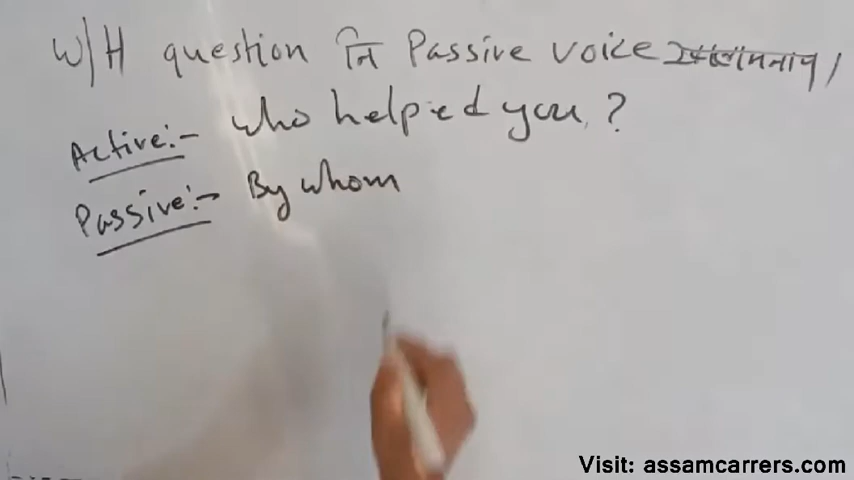 W/H question Passive voice
Active:- Who helped you ?
Passive:- By whom
Visit: assamcarrers.com